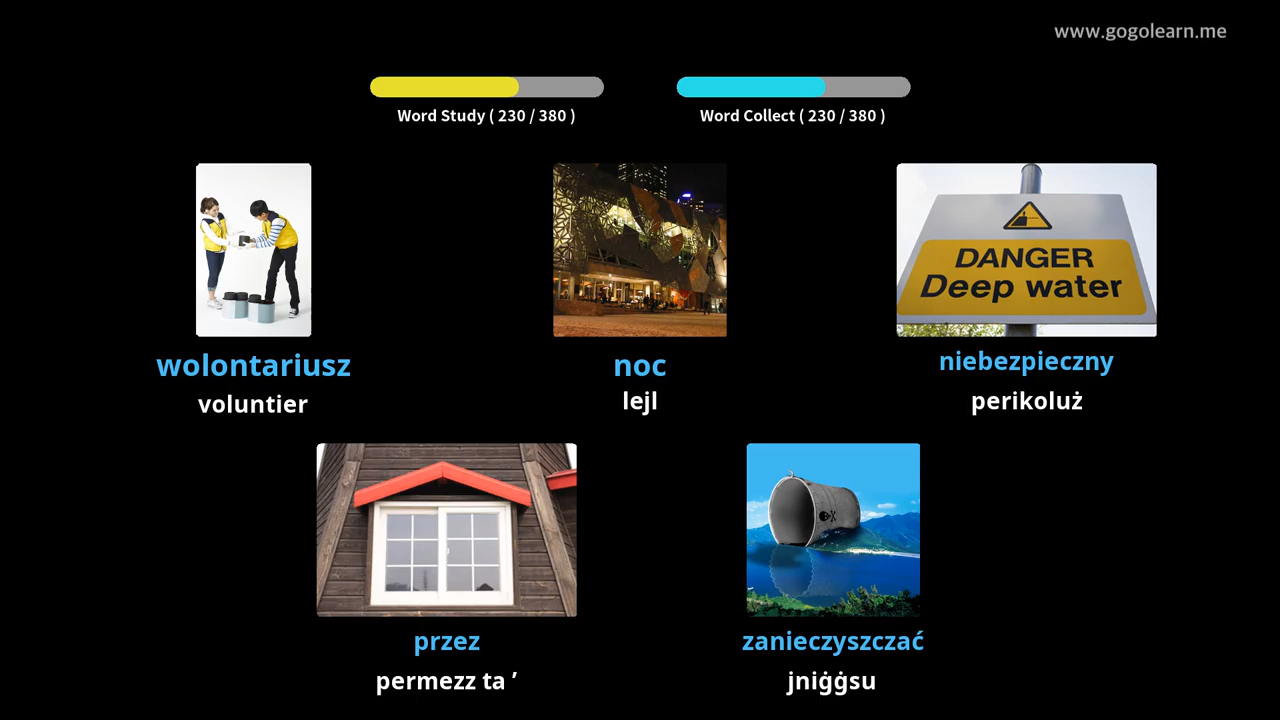 www.gogolearn.me
Word Study ( 230 / 380 )
Word Collect ( 230 / 380 )
DANGER
Deep water
wolontariusz
voluntier
noc
lejl
niebezpieczny
perikoluż
przez
permezz ta ’
zanieczyszczać
jniġġsu